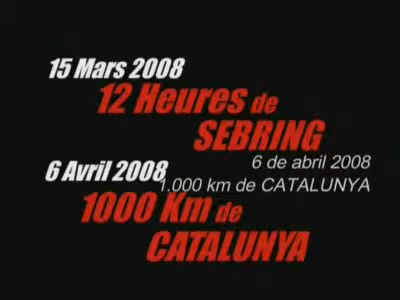 15 Mars 2008
12 Heures de
SEBRING
6 de abril 2008
6 Avril 2008
1.000 km de CATALUNYA
1000 Km de
CATALUNYA